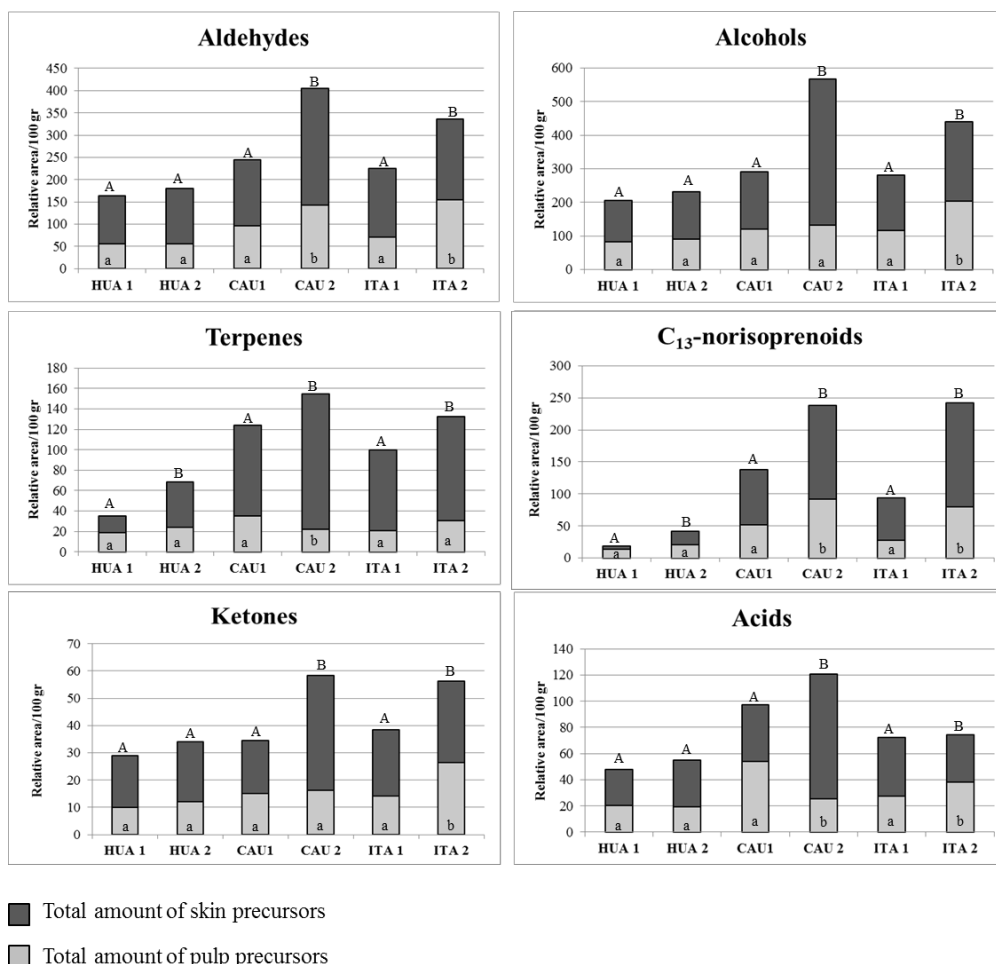 Aldehydes
Relative area/100 gr
450
400
350
300
250
200
150
100
50
0
A
A
A
B
A
B
a
a
a
b
a
b
HUA 1 HUA 2 CAU1 CAU 2 ITA 1 ITA 2
Alcohols
Relative area/100 gr
600
500
400
300
200
100
0
A
A
A
B
A
B
a
a
a
a
a
b
HUA 1 HUA 2 CAU1 CAU 2 ITA 1 ITA 2
Terpenes
Relative area/100 gr
180
160
140
120
100
80
60
40
20
0
A
B
A
B
A
B
a
a
a
b
a
a
HUA 1 HUA 2 CAU1 CAU 2 ITA 1 ITA 2
C₁₃-norisoprenoids
Relative area/100 gr
300
250
200
150
100
50
0
A
B
A
B
A
B
a
a
a
b
a
b
HUA 1 HUA 2 CAU1 CAU 2 ITA 1 ITA 2
Ketones
Relative area/100 gr
70
60
50
40
30
20
10
0
A
A
A
B
A
B
a
a
a
a
a
b
HUA 1 HUA 2 CAU1 CAU 2 ITA 1 ITA 2
Acids
Relative area/100 gr
140
120
100
80
60
40
20
0
A
A
A
B
A
B
a
a
a
b
a
b
HUA 1 HUA 2 CAU1 CAU 2 ITA 1 ITA 2
Total amount of skin precursors
Total amount of pulp precursors